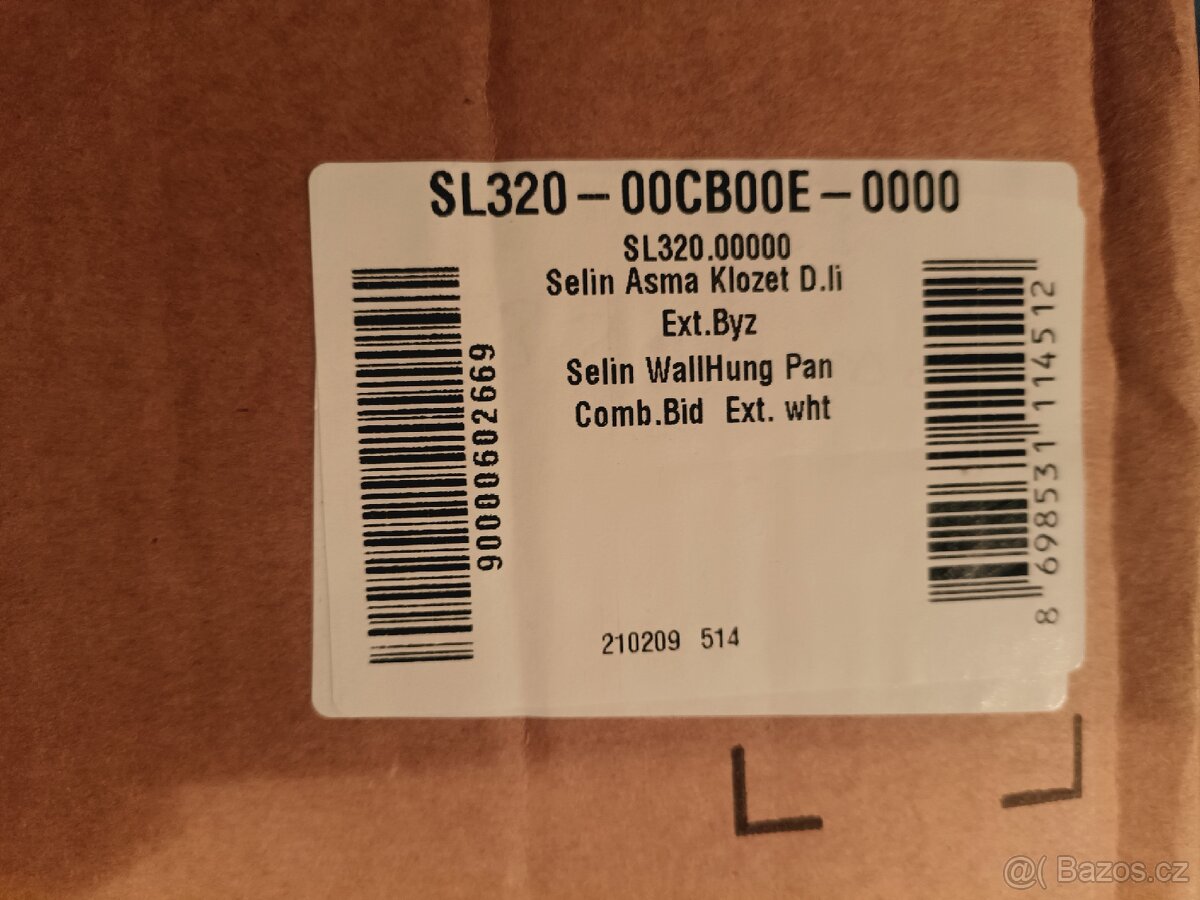 SL320-00CB00E-0000
SL320.00000
Selin Asma Klozet D.li
Ext.Byz
Selin WallHung Pan
Comb.Bid Ext. wht
9000602669
8 698531 114512
210209 514
@( Bazos.cz